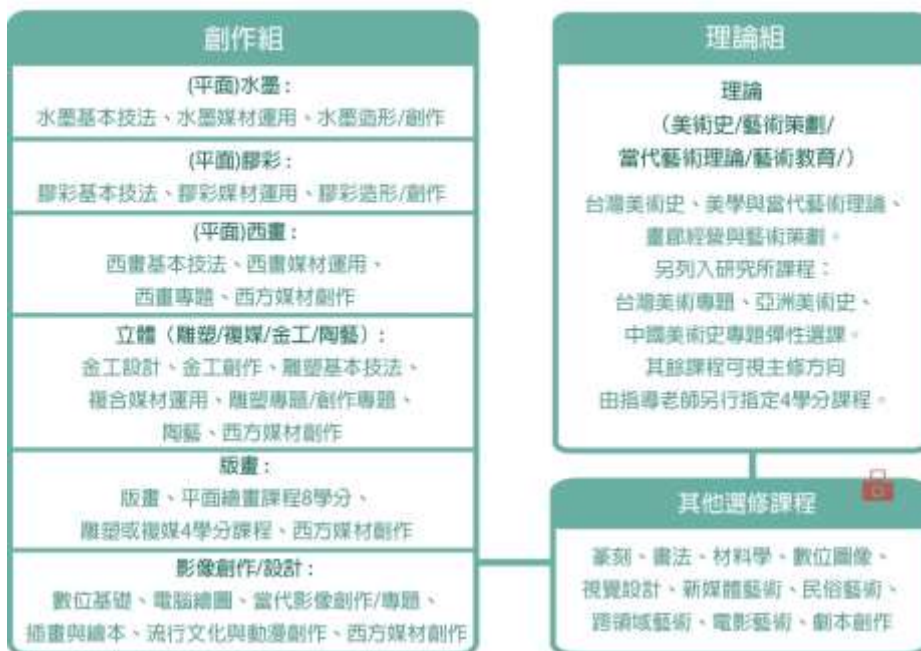 創作組
(平面)水墨：
水墨基本技法、水墨媒材運用、水墨造形/創作
(平面)膠彩：
膠彩基本技法、膠彩媒材運用、膠彩造形/創作
(平面)西畫：
西畫基本技法、西畫媒材運用、
西畫專題、西方媒材創作
立體（雕塑/複媒/金工/陶藝）：
金工設計、金工創作、雕塑基本技法、
複合媒材運用、雕塑專題/創作專題、
陶藝、西方媒材創作
版畫：
版畫、平面繪畫課程8學分、
雕塑或複媒4學分課程、西方媒材創作
影像創作/設計：
數位基礎、電腦繪圖、當代影像創作/專題、
插畫與繪本、流行文化與動漫創作、西方媒材創作
理論組
理論
（美術史/藝術策劃/
當代藝術理論/藝術教育/）
台灣美術史、美學與當代藝術理論、
畫廊經營與藝術策劃。
另列入研究所課程：
台灣美術專題、亞洲美術史、
中國美術史專題彈性選課。
其餘課程可視主修方向
由指導老師另行指定4學分課程。
其他選修課程
篆刻、書法、材料學、數位圖像、
視覺設計、新媒體藝術、民俗藝術、
跨領域藝術、電影藝術、劇本創作